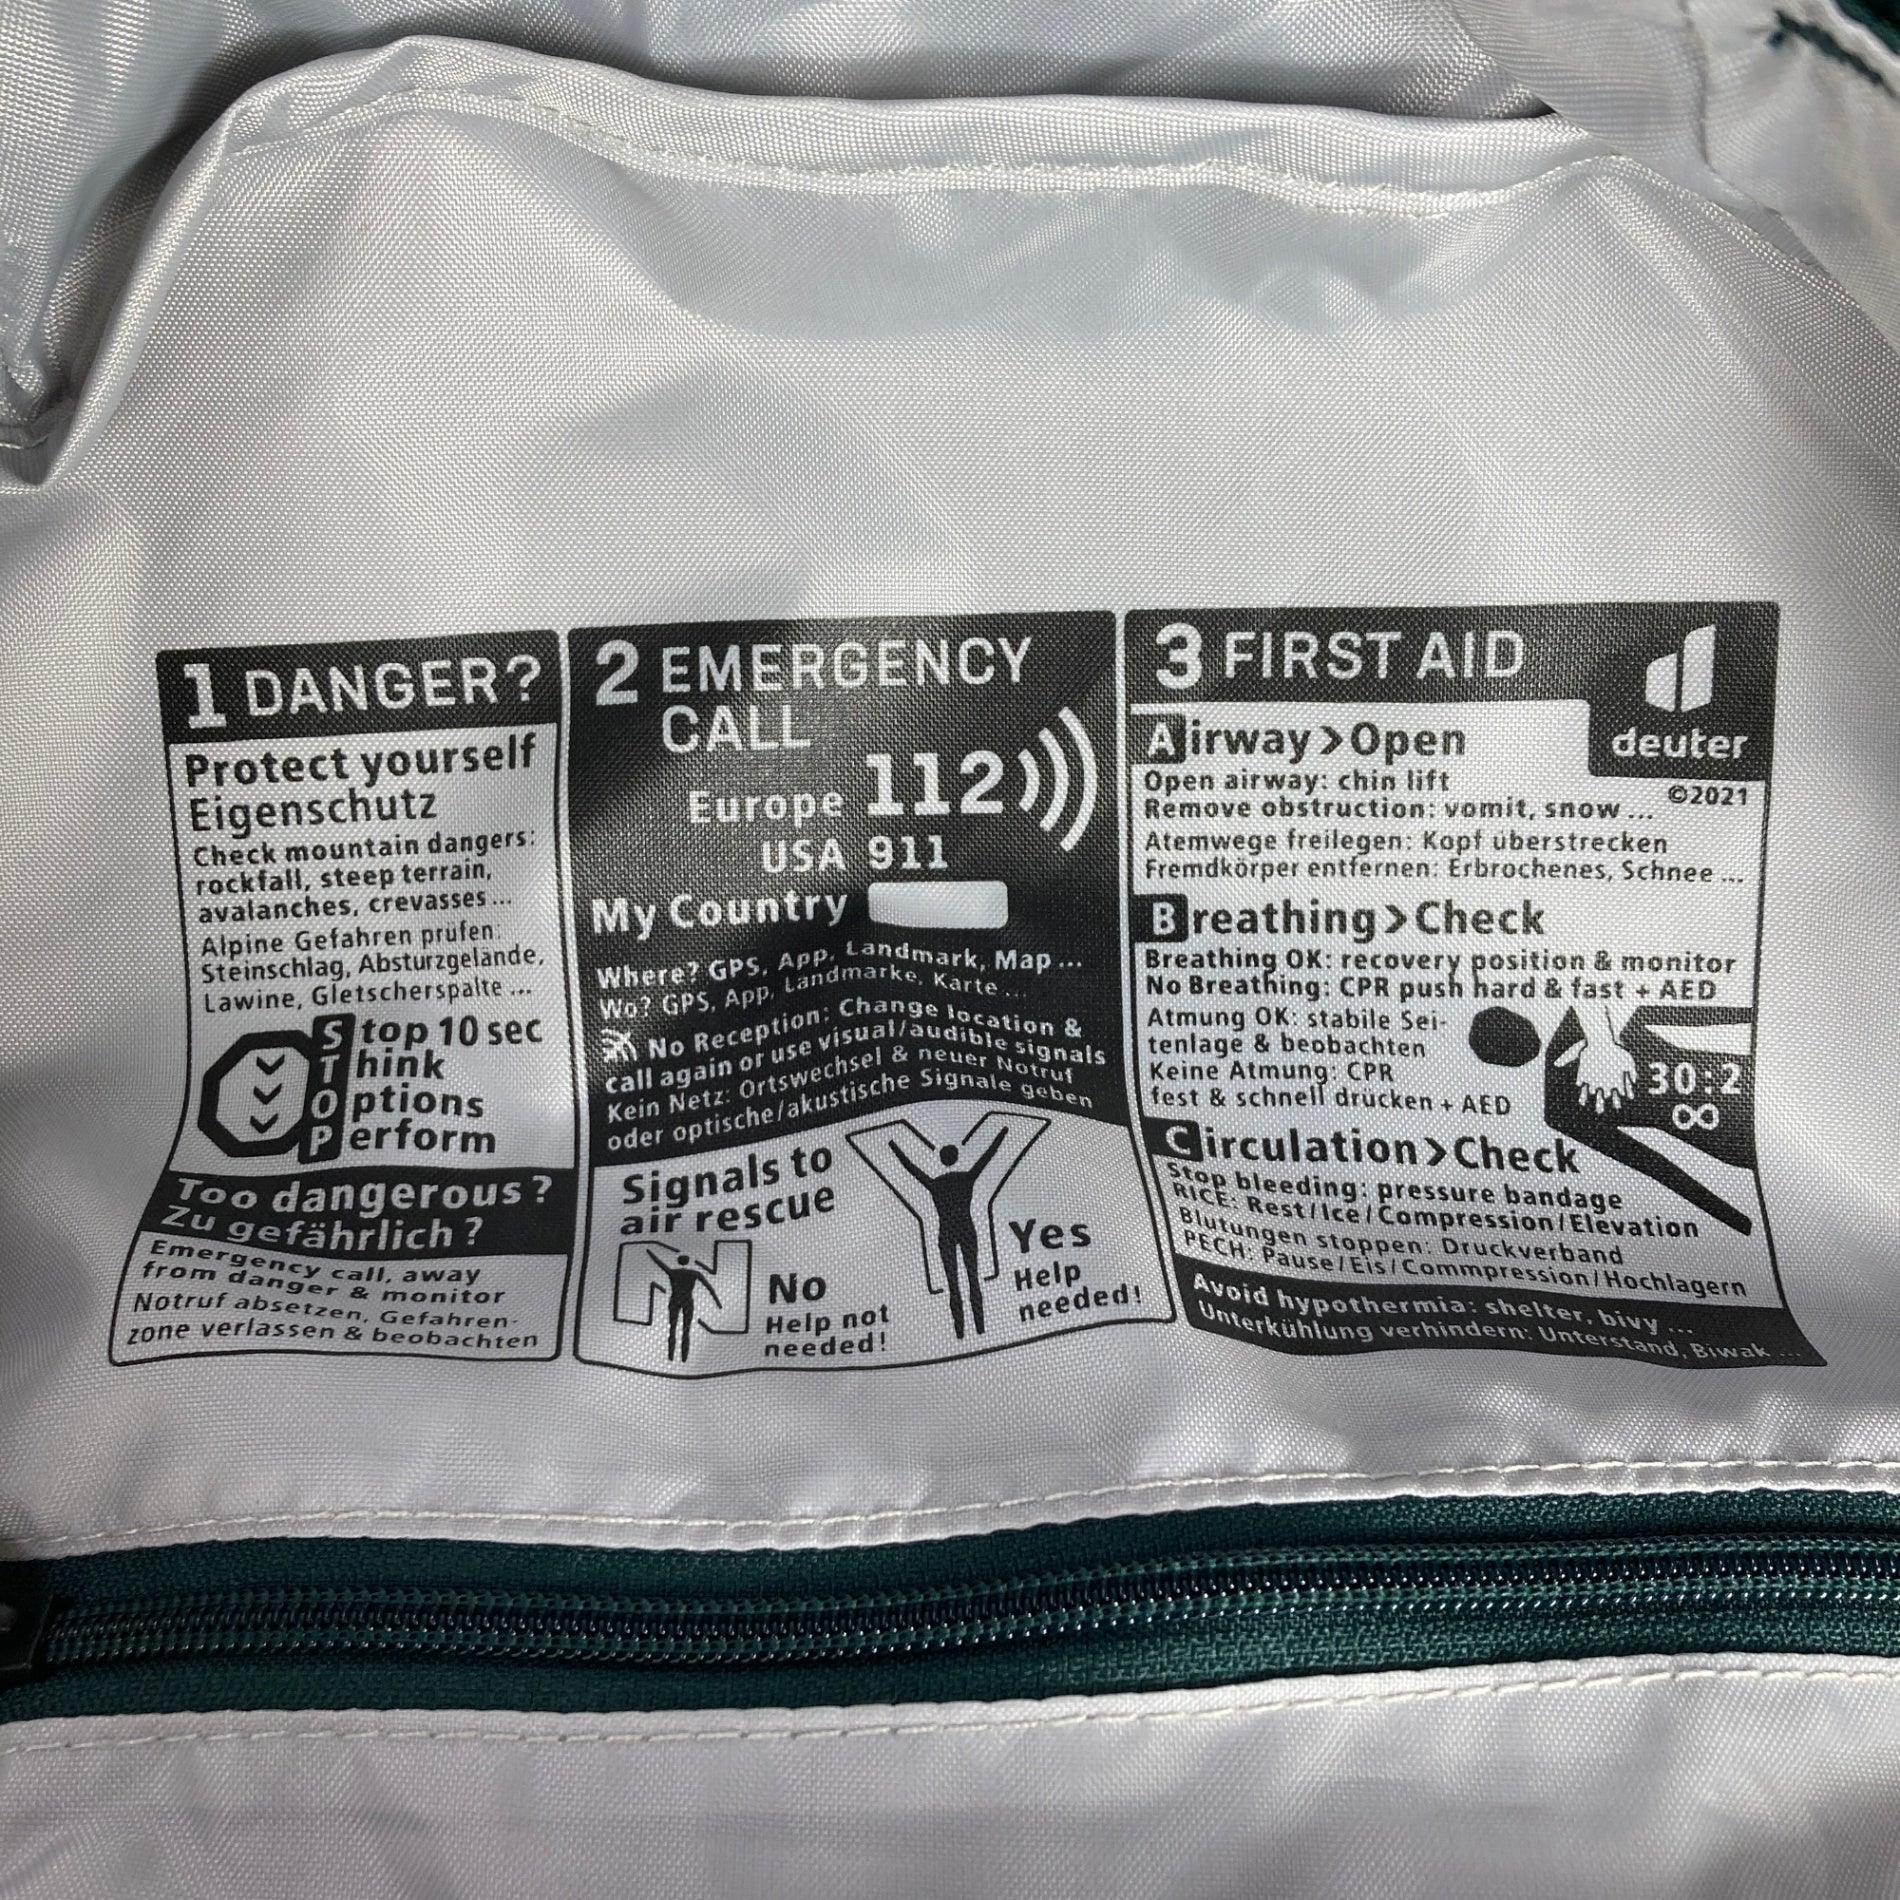 1 DANGER?
Protect yourself
Eigenschutz
Check mountain dangers:
rockfall, steep terrain,
avalanches, crevasses...
Alpine Gefahren prüfen:
Steinschlag, Absturzgelände,
Lawine, Gletscherspalte ...
Stop 10 sec
Think
Options
Perform
Too dangerous?
Zu gefährlich?
Emergency call, away
from danger & monitor
Notruf absetzen, Gefahren-
zone verlassen & beobachten
2 EMERGENCY
CALL
Europe 112
USA 911
My Country
Where? GPS, App, Landmark, Map ...
Wo? GPS, App, Landmarke, Karte ...
No Reception: Change location &
call again or use visual/audible signals
Kein Netz: Ortswechsel & neuer Notruf
oder optische/akustische Signale geben
Signals to
air rescue
N
No
Help not
needed!
Y
Yes
Help
needed!
3 FIRST AID
deuter
©2021
Airway>Open
Open airway: chin lift
Remove obstruction: vomit, snow ...
Atemwege freilegen: Kopf überstrecken
Fremdkörper entfernen: Erbrochenes, Schnee ...
Breathing>Check
Breathing OK: recovery position & monitor
No Breathing: CPR push hard & fast + AED
Atmung OK: stabile Sei-
tenlage & beobachten
Keine Atmung: CPR
fest & schnell drücken + AED
30:2
∞
Circulation>Check
Stop bleeding: pressure bandage
RICE: Rest/Ice/Compression/Elevation
Blutungen stoppen: Druckverband
PECH: Pause/Eis/Commpression/Hochlagern
Avoid hypothermia: shelter, bivy ...
Unterkühlung verhindern: Unterstand, Biwak ...